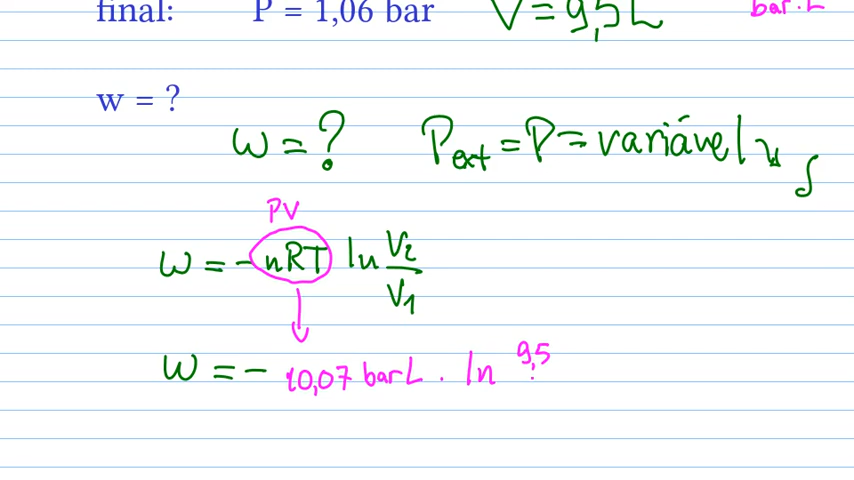 final: P = 1,06 bar V = 9,5L bar.L
w = ?
w = ? Pext = P = variável ↘ ∫
PV
w = - nRT ln V2/V1
w = - 10,07 bar L . ln 9,5